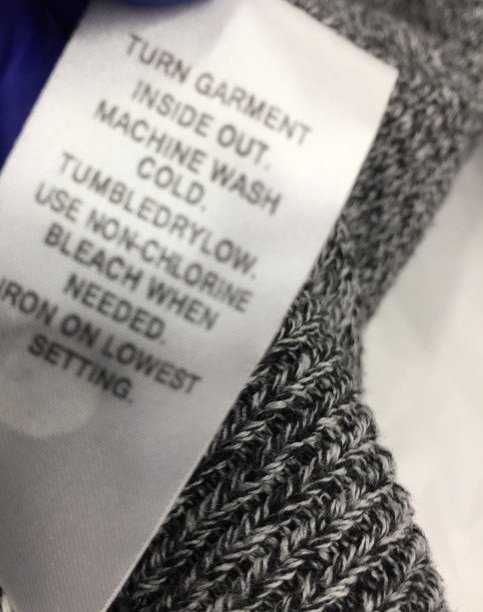 TURN GARMENT
INSIDE OUT.
MACHINE WASH
COLD.
TUMBLEDRYLOW.
USE NON-CHLORINE
BLEACH WHEN
NEEDED.
IRON ON LOWEST
SETTING.